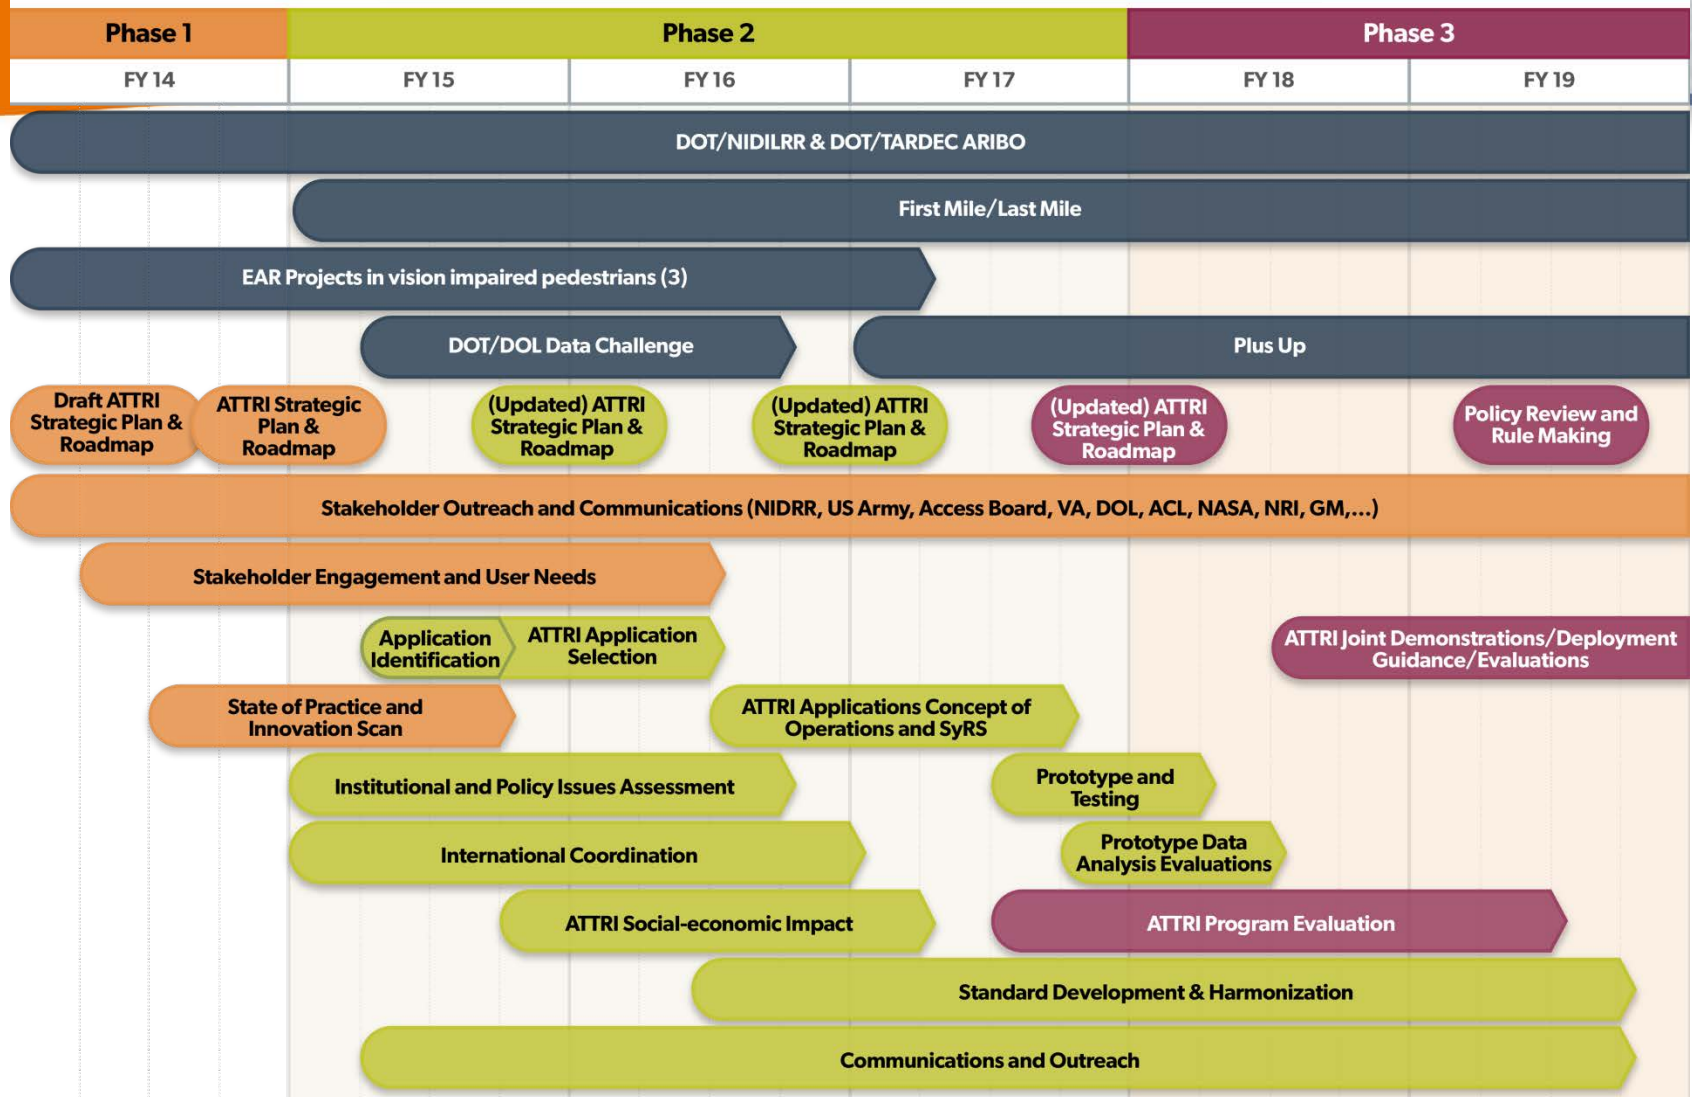 Phase 1
Phase 2
Phase 3
FY 14
FY 15
FY 16
FY 17
FY 18
FY 19
DOT/NIDILRR & DOT/TARDEC ARIBO
First Mile/Last Mile
EAR Projects in vision impaired pedestrians (3)
DOT/DOL Data Challenge
Plus Up
Draft ATTRI
Strategic Plan &
Roadmap
ATTRI Strategic
Plan &
Roadmap
(Updated) ATTRI
Strategic Plan &
Roadmap
(Updated) ATTRI
Strategic Plan &
Roadmap
(Updated) ATTRI
Strategic Plan &
Roadmap
Policy Review and
Rule Making
Stakeholder Outreach and Communications (NIDRR, US Army, Access Board, VA, DOL, ACL, NASA, NRI, GM,...)
Stakeholder Engagement and User Needs
Application
Identification
ATTRI Application
Selection
ATTRI Joint Demonstrations/Deployment
Guidance/Evaluations
State of Practice and
Innovation Scan
ATTRI Applications Concept of
Operations and SyRS
Institutional and Policy Issues Assessment
Prototype and
Testing
International Coordination
Prototype Data
Analysis Evaluations
ATTRI Social-economic Impact
ATTRI Program Evaluation
Standard Development & Harmonization
Communications and Outreach